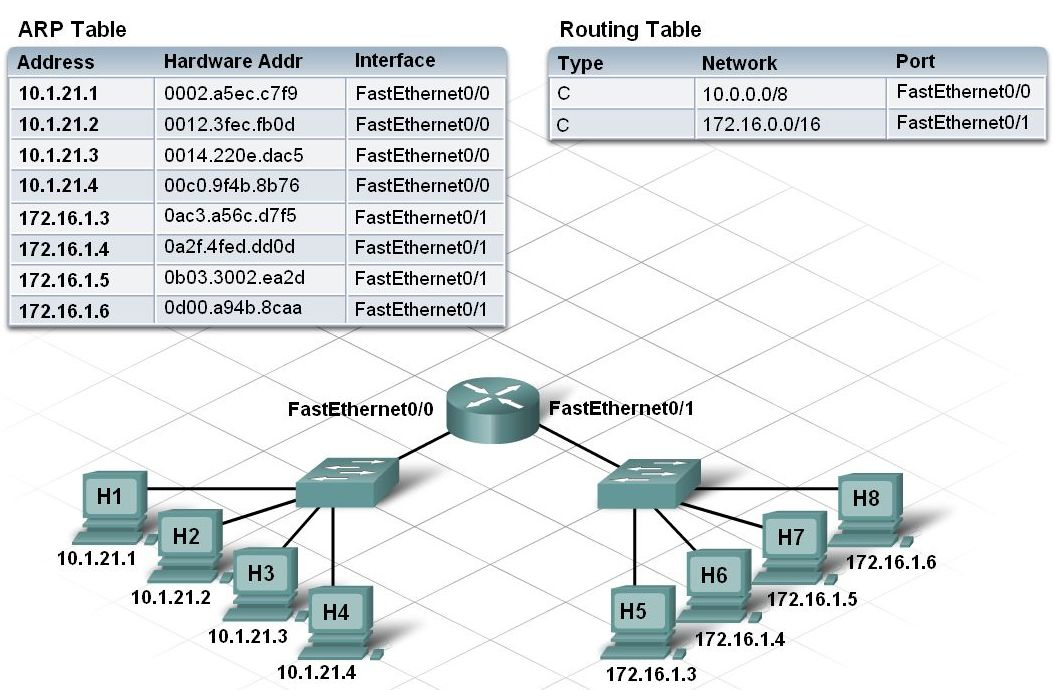 ARP Table
Address Hardware Addr Interface
10.1.21.1 0002.a5ec.c7f9 FastEthernet0/0
10.1.21.2 0012.3fec.fb0d FastEthernet0/0
10.1.21.3 0014.220e.dac5 FastEthernet0/0
10.1.21.4 00c0.9f4b.8b76 FastEthernet0/0
172.16.1.3 0ac3.a56c.d7f5 FastEthernet0/1
172.16.1.4 0a2f.4fed.dd0d FastEthernet0/1
172.16.1.5 0b03.3002.ea2d FastEthernet0/1
172.16.1.6 0d00.a94b.8caa FastEthernet0/1
Routing Table
Type Network Port
C 10.0.0.0/8 FastEthernet0/0
C 172.16.0.0/16 FastEthernet0/1
FastEthernet0/0
FastEthernet0/1
H1
10.1.21.1
H2
10.1.21.2
H3
10.1.21.3
H4
10.1.21.4
H5
172.16.1.3
H6
172.16.1.4
H7
172.16.1.5
H8
172.16.1.6